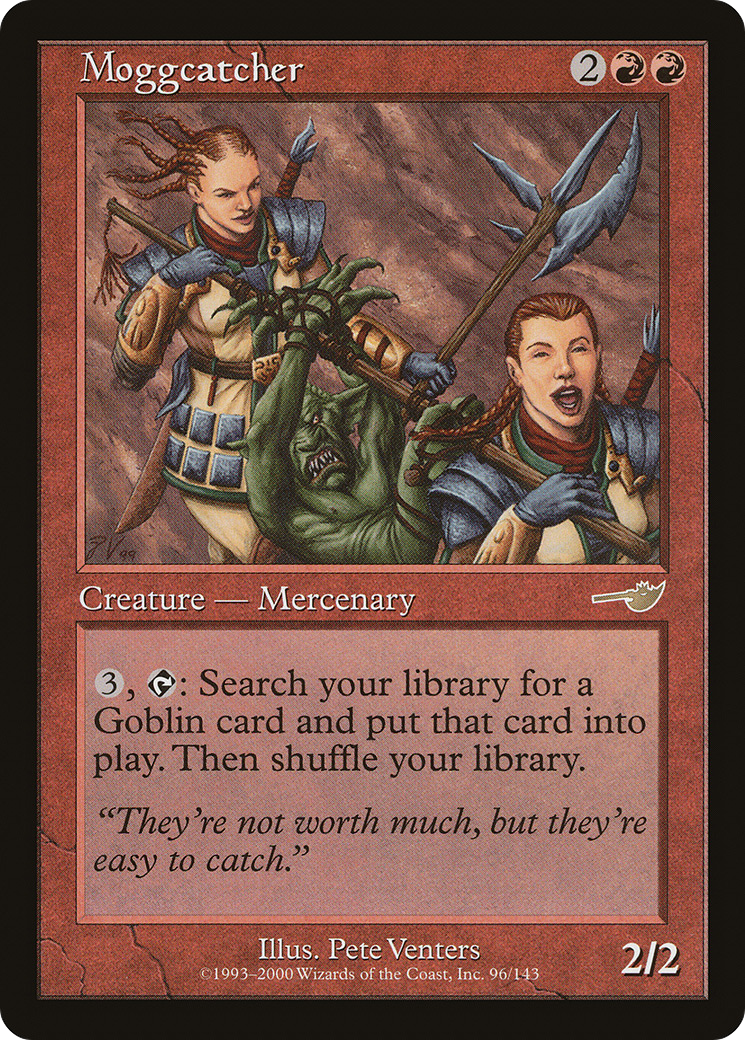 Moggcatcher 2
Creature — Mercenary
3, : Search your library for a
Goblin card and put that card into
play. Then shuffle your library.
“They’re not worth much, but they’re
easy to catch.”
Illus. Pete Venters
©1993–2000 Wizards of the Coast, Inc. 96/143
2/2